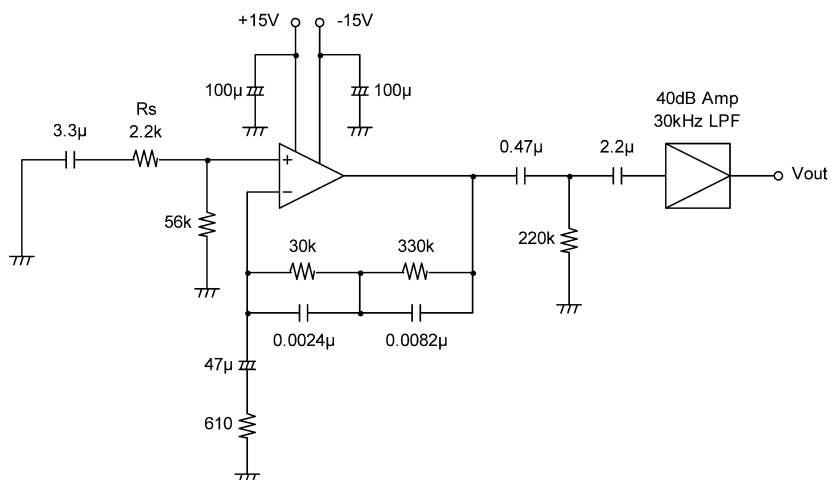 +15V
-15V
100µ
100µ
Rs
2.2k
3.3µ
40dB Amp
30kHz LPF
0.47µ
2.2µ
+
−
Vout
56k
220k
30k
330k
0.0024µ
0.0082µ
47µ
610